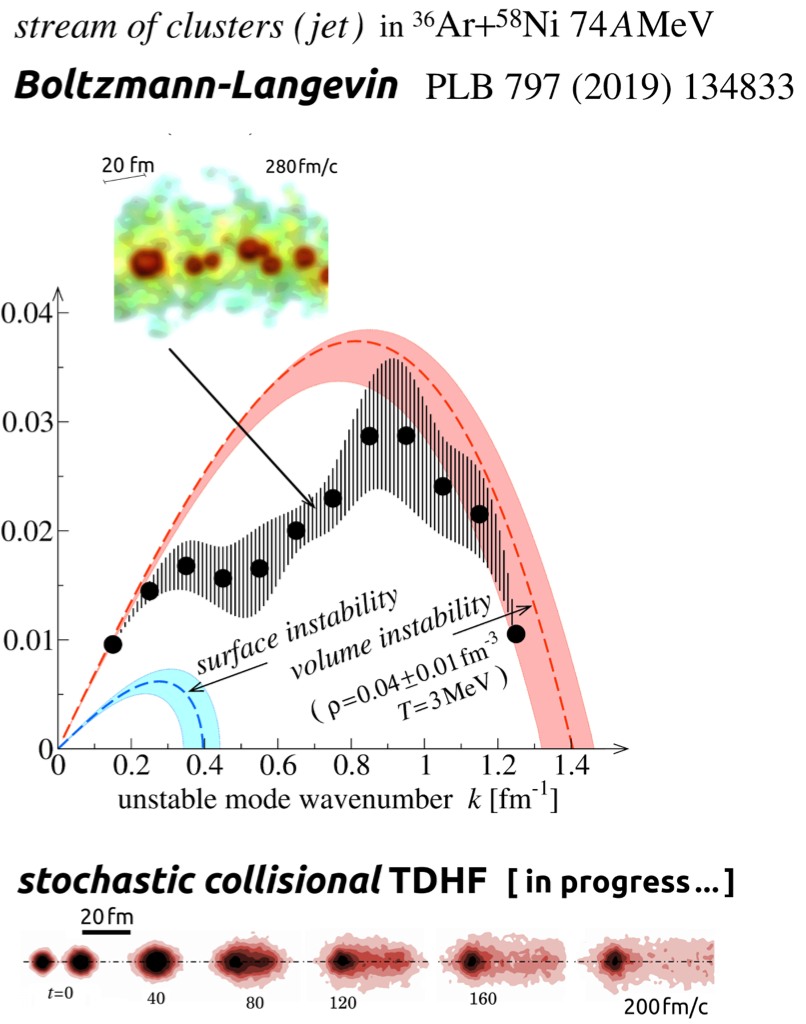 stream of clusters (jet) in ³⁶Ar+⁵⁸Ni 74AMeV
Boltzmann-Langevin PLB 797 (2019) 134833
20 fm 280fm/c
0.04
0.03
0.02
0.01
0
surface instability
volume instability
(ρ=0.04±0.01fm⁻³
T=3MeV)
0 0.2 0.4 0.6 0.8 1 1.2 1.4
unstable mode wavenumber k [fm⁻¹]
stochastic collisional TDHF [in progress...]
20fm
t=0 40 80 120 160 200fm/c